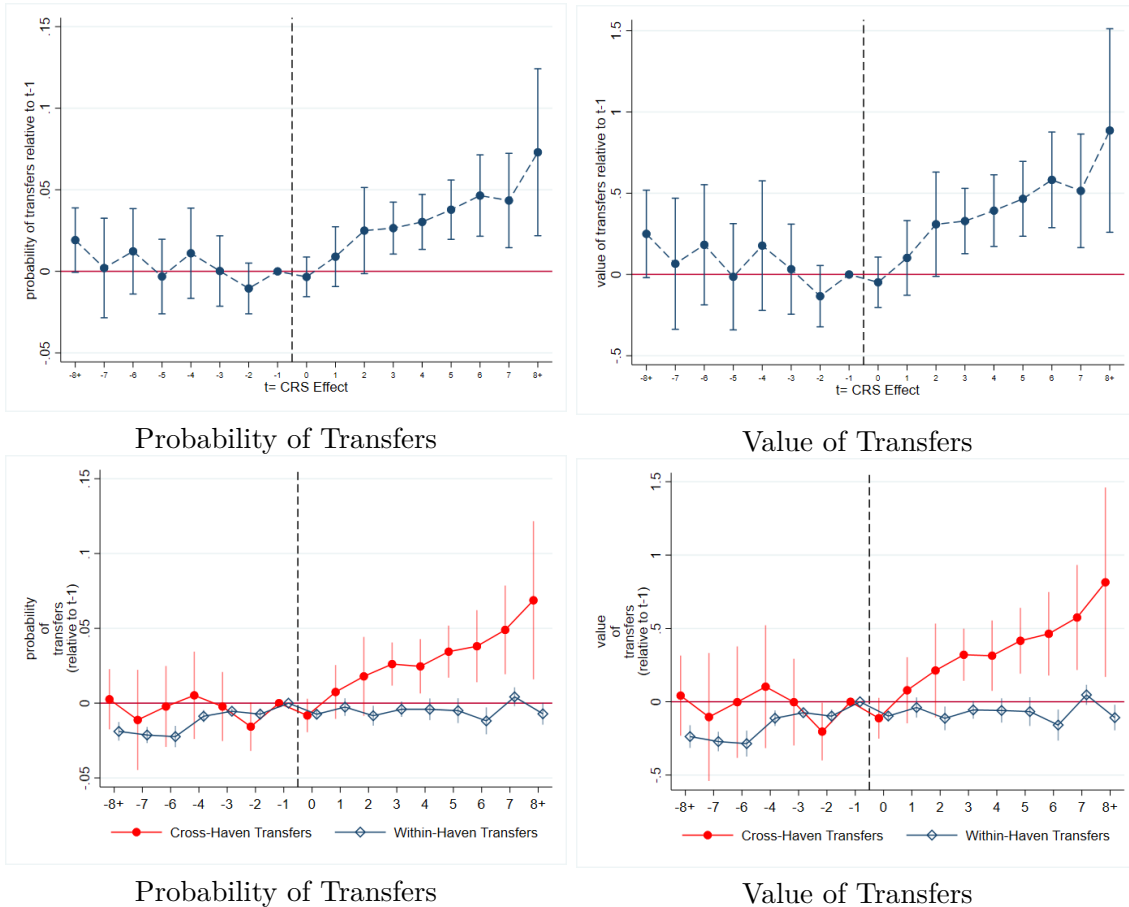 probability of transfers relative to t-1
.15
.1
.05
0
-.05
-8+ -7 -6 -5 -4 -3 -2 -1 0 1 2 3 4 5 6 7 8+
t= CRS Effect
Probability of Transfers
value of transfers relative to t-1
1.5
1
.5
0
-.5
-8+ -7 -6 -5 -4 -3 -2 -1 0 1 2 3 4 5 6 7 8+
t= CRS Effect
Value of Transfers
probability
of
transfers
(relative to t-1)
.15
.1
.05
0
-.05
-8+ -7 -6 -4 -3 -2 -1 0 1 2 3 4 5 6 7 8+
Cross-Haven Transfers Within-Haven Transfers
Probability of Transfers
value
of
transfers
(relative to t-1)
1.5
1
.5
0
-.5
-8+ -7 -6 -4 -3 -2 -1 0 1 2 3 4 5 6 7 8+
Cross-Haven Transfers Within-Haven Transfers
Value of Transfers